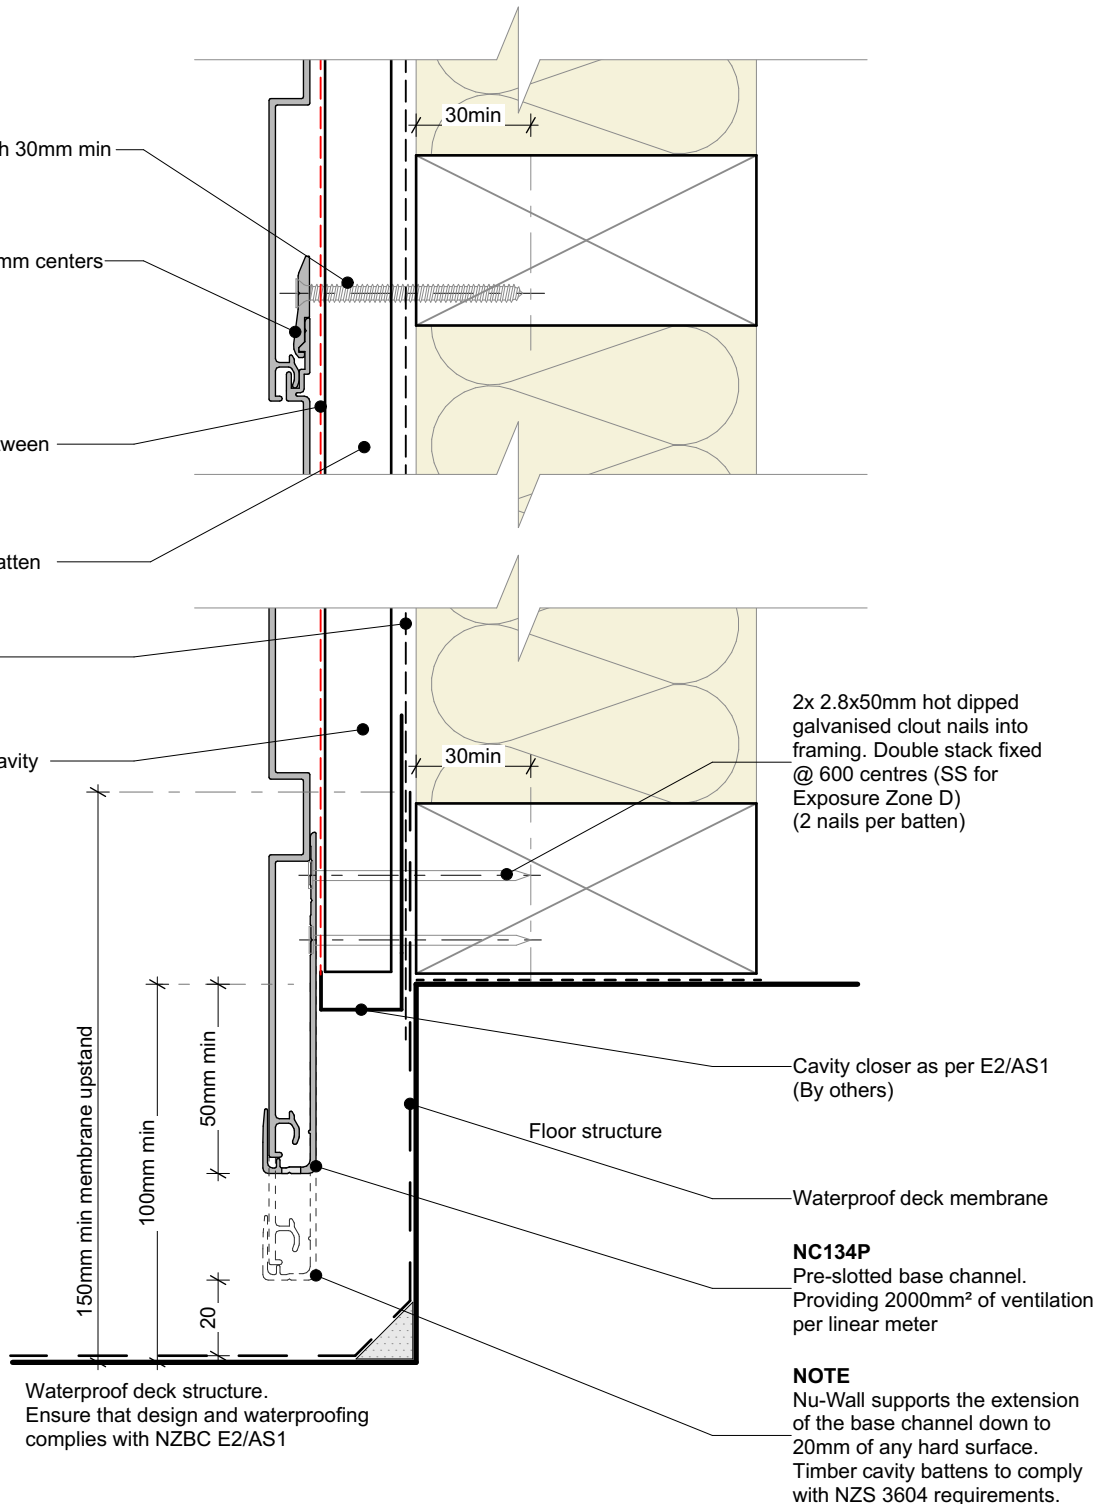 30min
h 30mm min
mm centers
ween
atten
avity
30min
2x 2.8x50mm hot dipped
galvanised clout nails into
framing. Double stack fixed
@ 600 centres (SS for
Exposure Zone D)
(2 nails per batten)
150mm min membrane upstand
100mm min
50mm min
20
Cavity closer as per E2/AS1
(By others)
Floor structure
Waterproof deck membrane
NC134P
Pre-slotted base channel.
Providing 2000mm² of ventilation
per linear meter
NOTE
Nu-Wall supports the extension
of the base channel down to
20mm of any hard surface.
Timber cavity battens to comply
with NZS 3604 requirements.
Waterproof deck structure.
Ensure that design and waterproofing
complies with NZBC E2/AS1